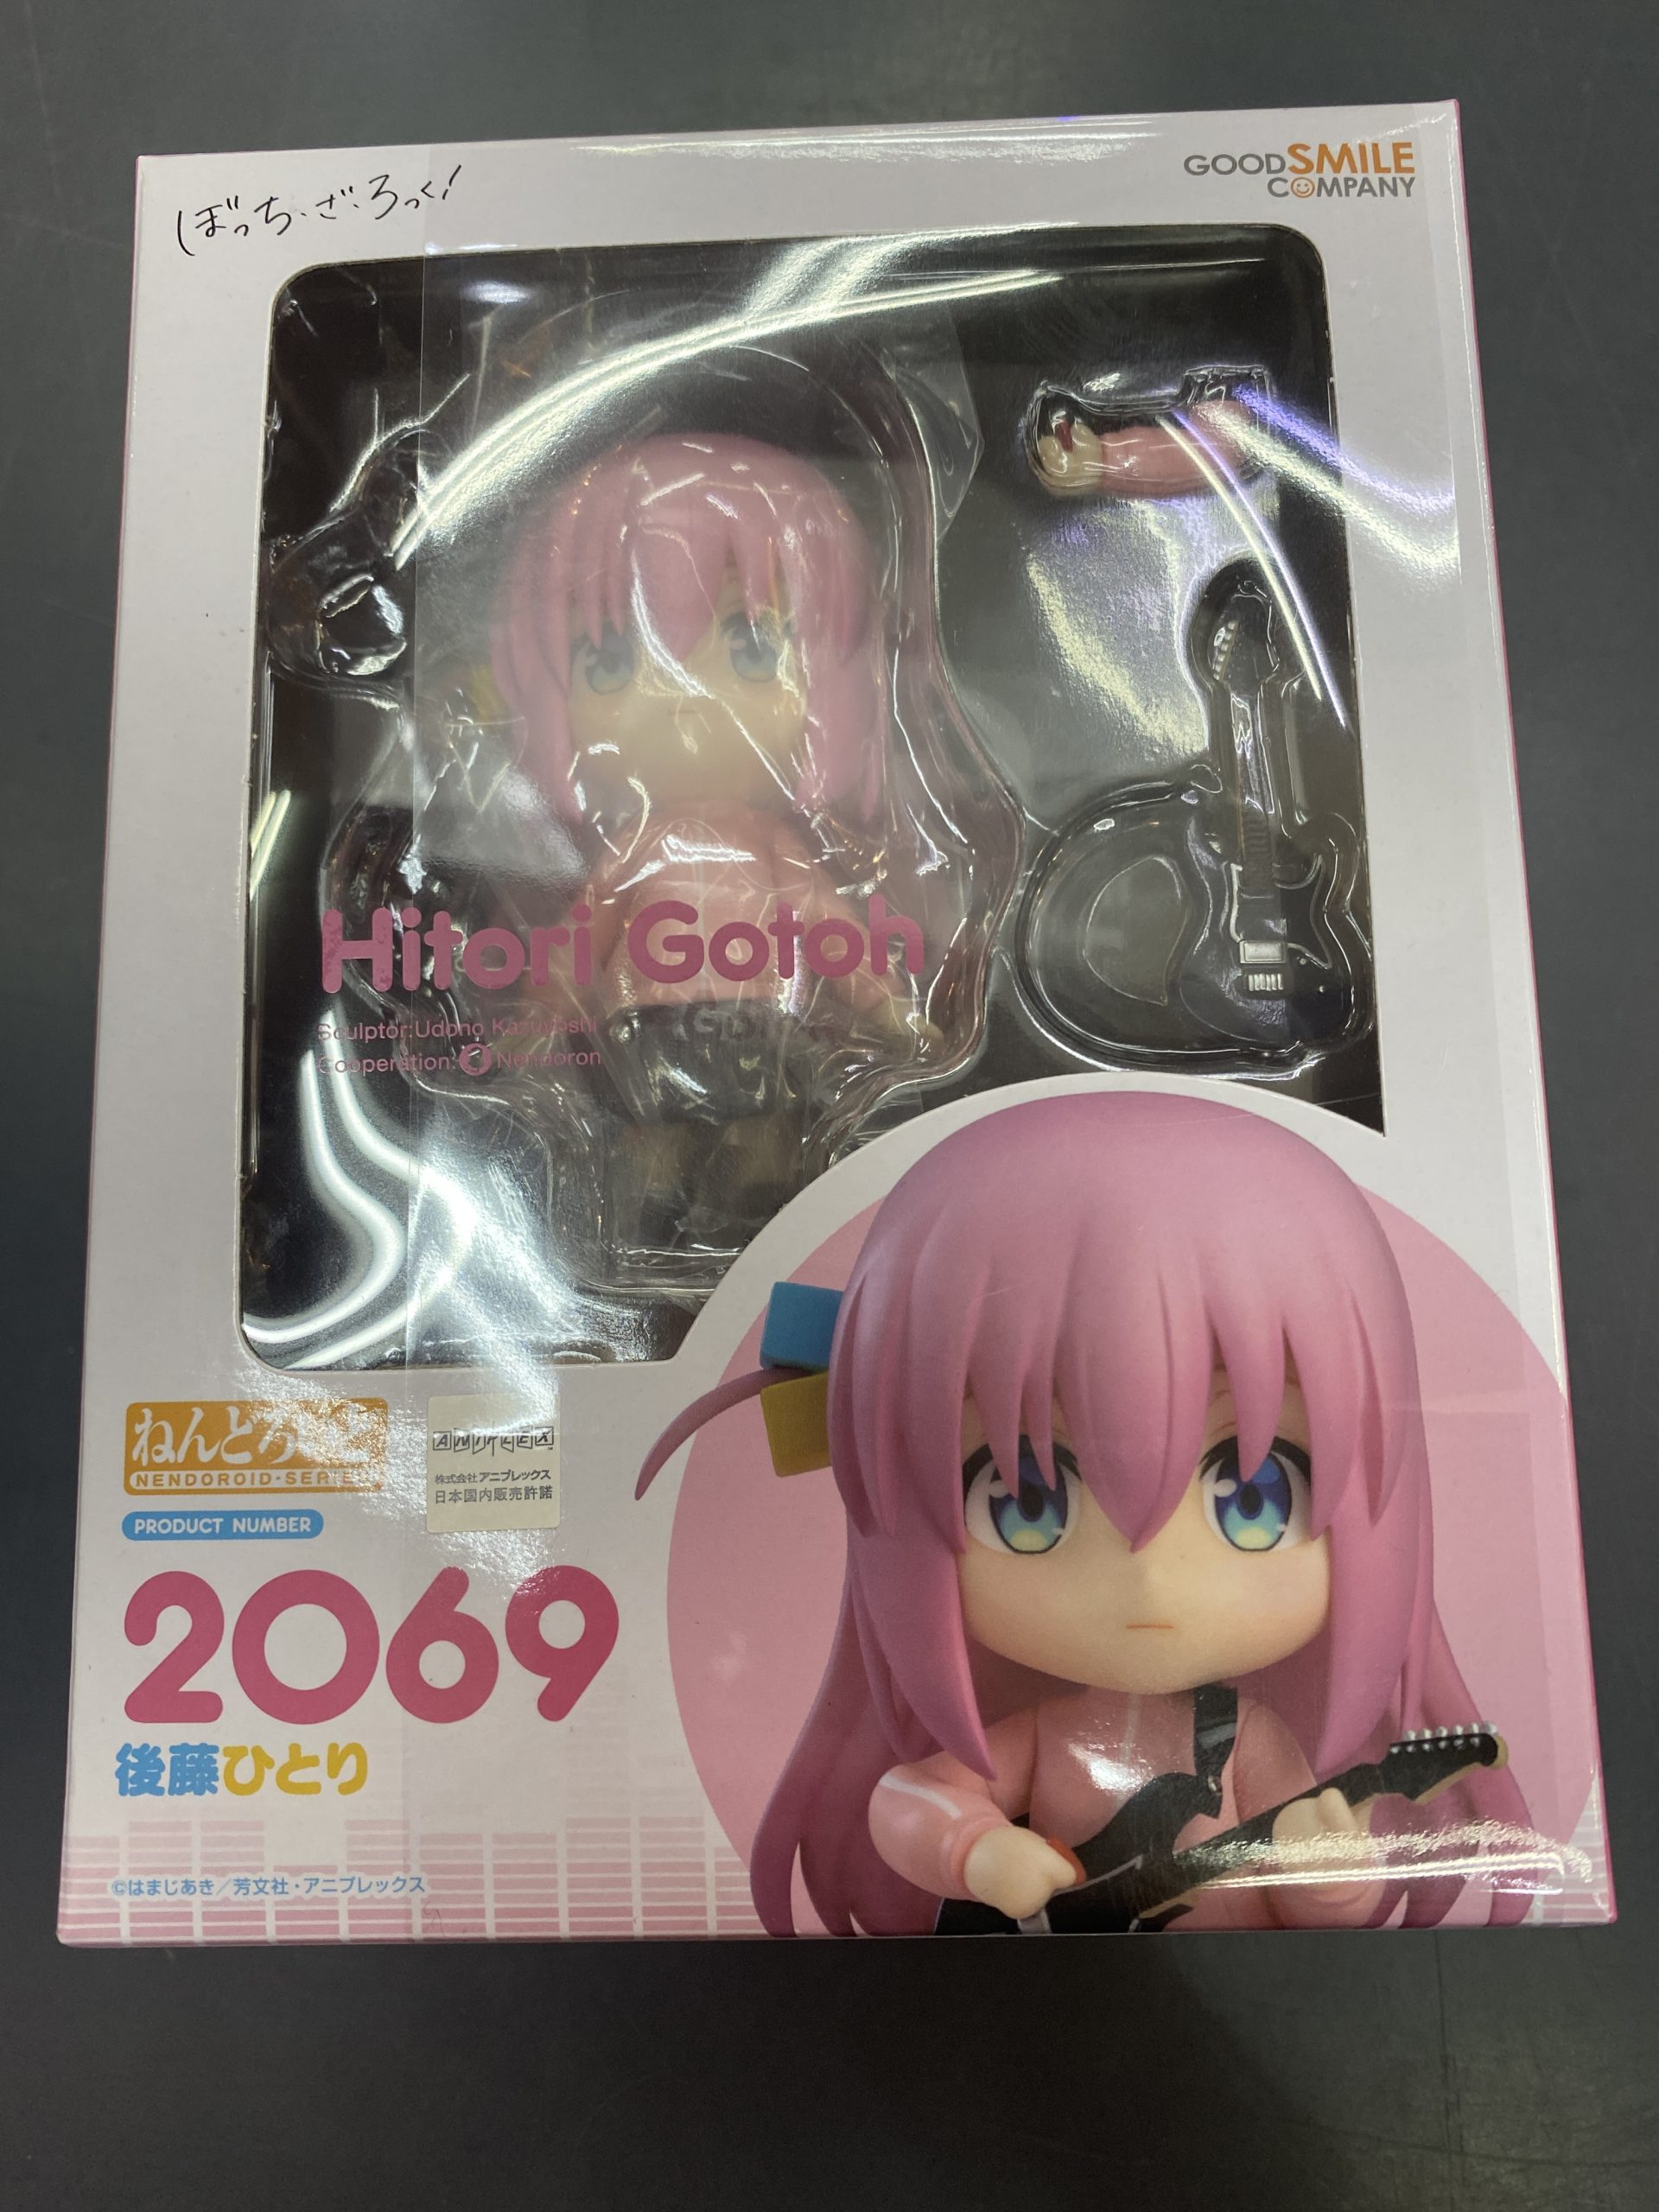 ぼっち・ざ・ろっく!
GOOD SMILE
COMPANY
Hitori Gotoh
Sculptor:Udono Kazuyoshi
Cooperation: Nendoron
ねんどろいど
NENDOROID-SERIES
ANIPLEX
株式会社アニプレックス
日本国内販売許諾
PRODUCT NUMBER
2069
後藤ひとり
©はまじあき／芳文社・アニプレックス